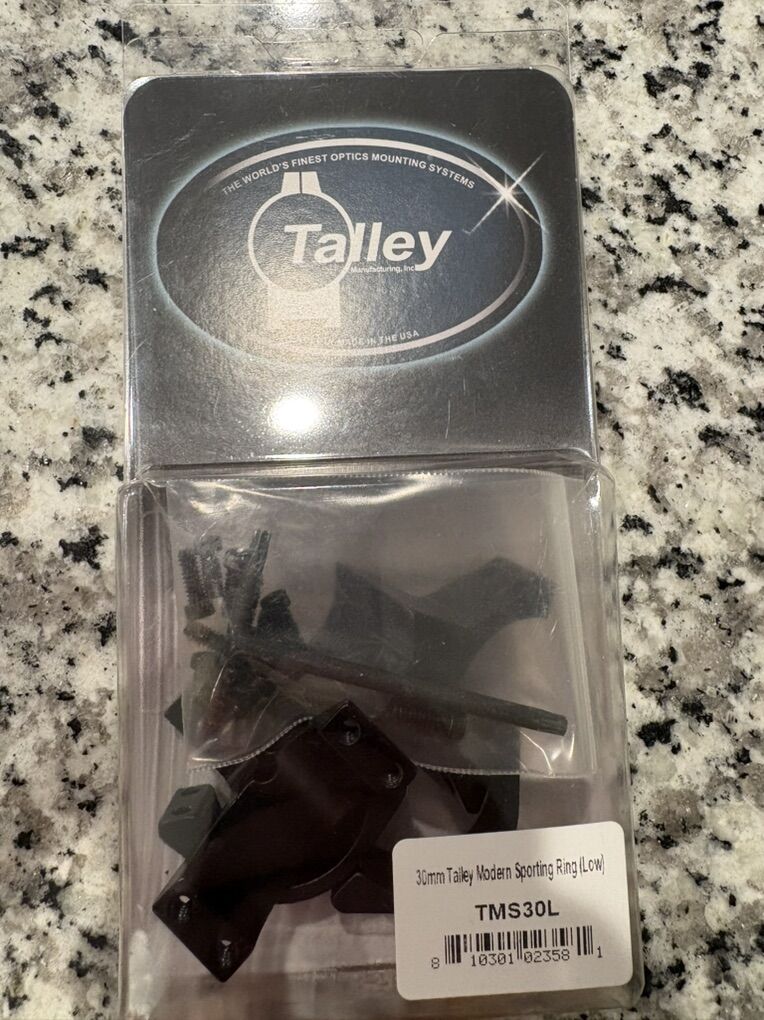 THE WORLD'S FINEST OPTICS MOUNTING SYSTEMS
Talley
Manufacturing, Inc
MADE IN THE USA
30mm Talley Modern Sporting Ring (Low)
TMS30L
8 10301 02358 1